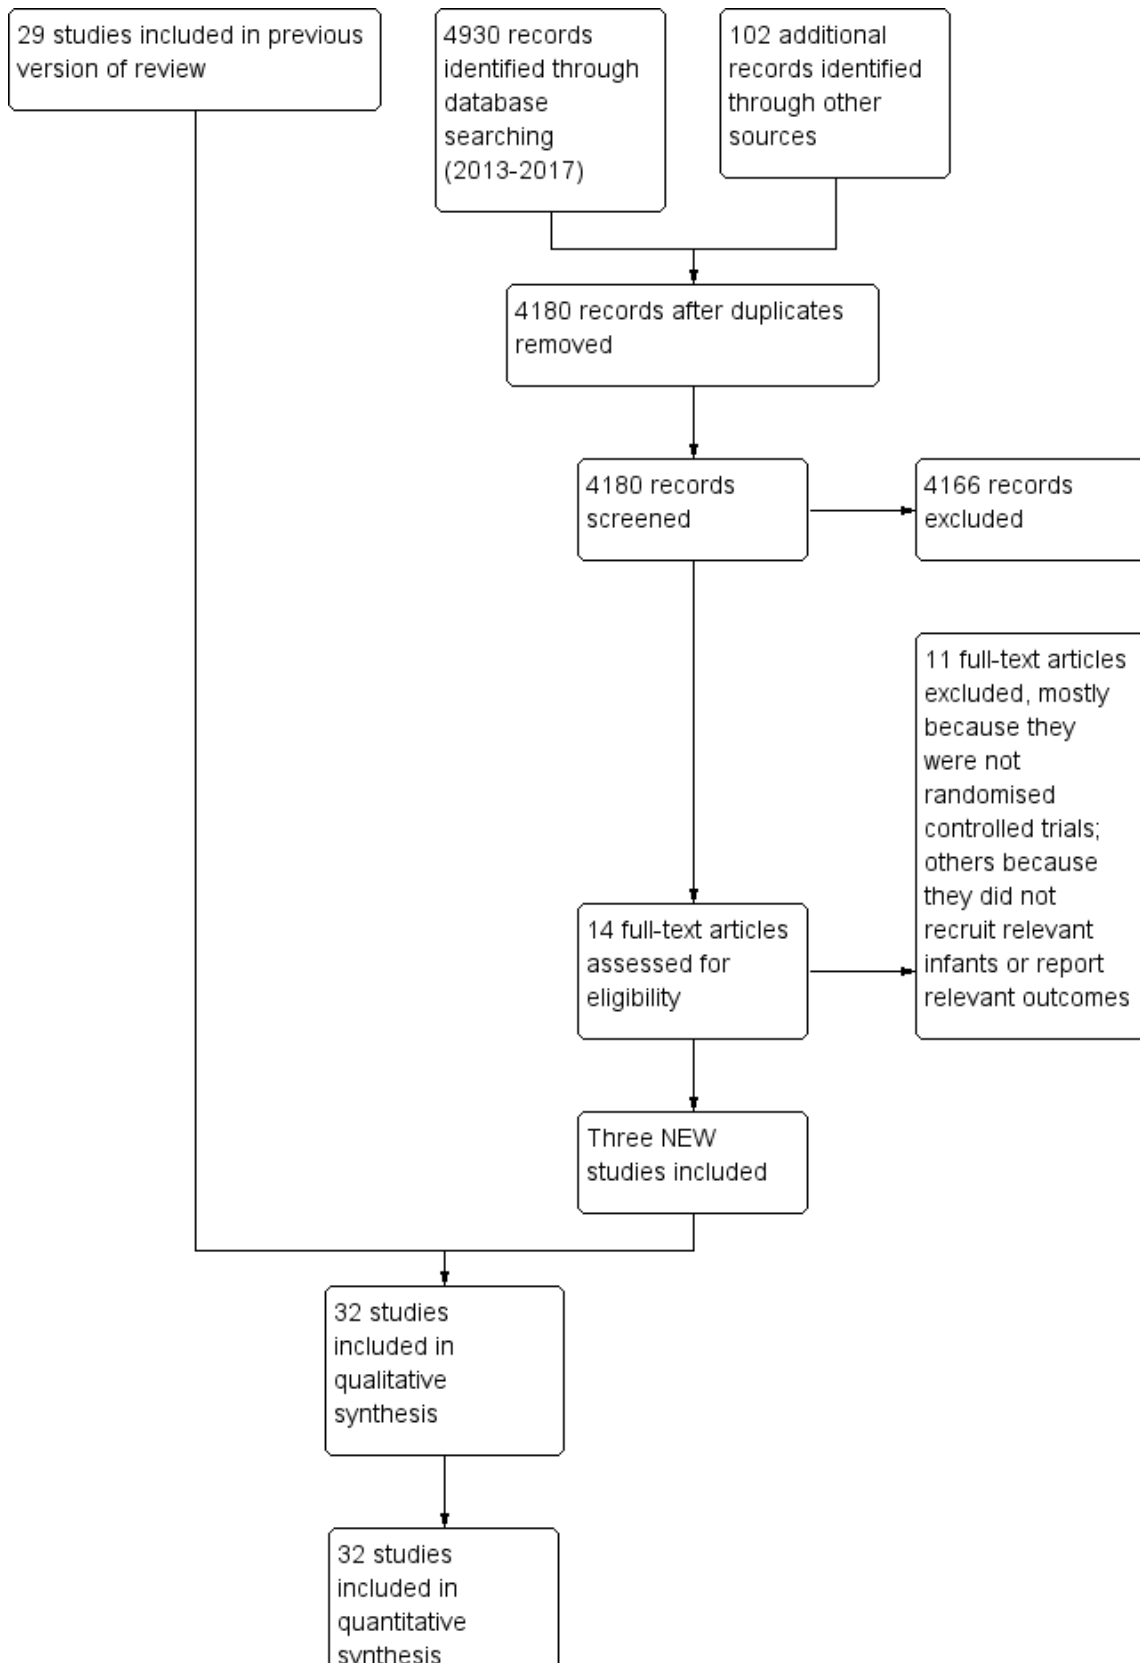 29 studies included in previous
version of review
4930 records
identified through
database
searching
(2013-2017)
102 additional
records identified
through other
sources
4180 records after duplicates
removed
4180 records
screened
4166 records
excluded
11 full-text articles
excluded, mostly
because they
were not
randomised
controlled trials;
others because
they did not
recruit relevant
infants or report
relevant outcomes
14 full-text articles
assessed for
eligibility
Three NEW
studies included
32 studies
included in
qualitative
synthesis
32 studies
included in
quantitative
synthesis